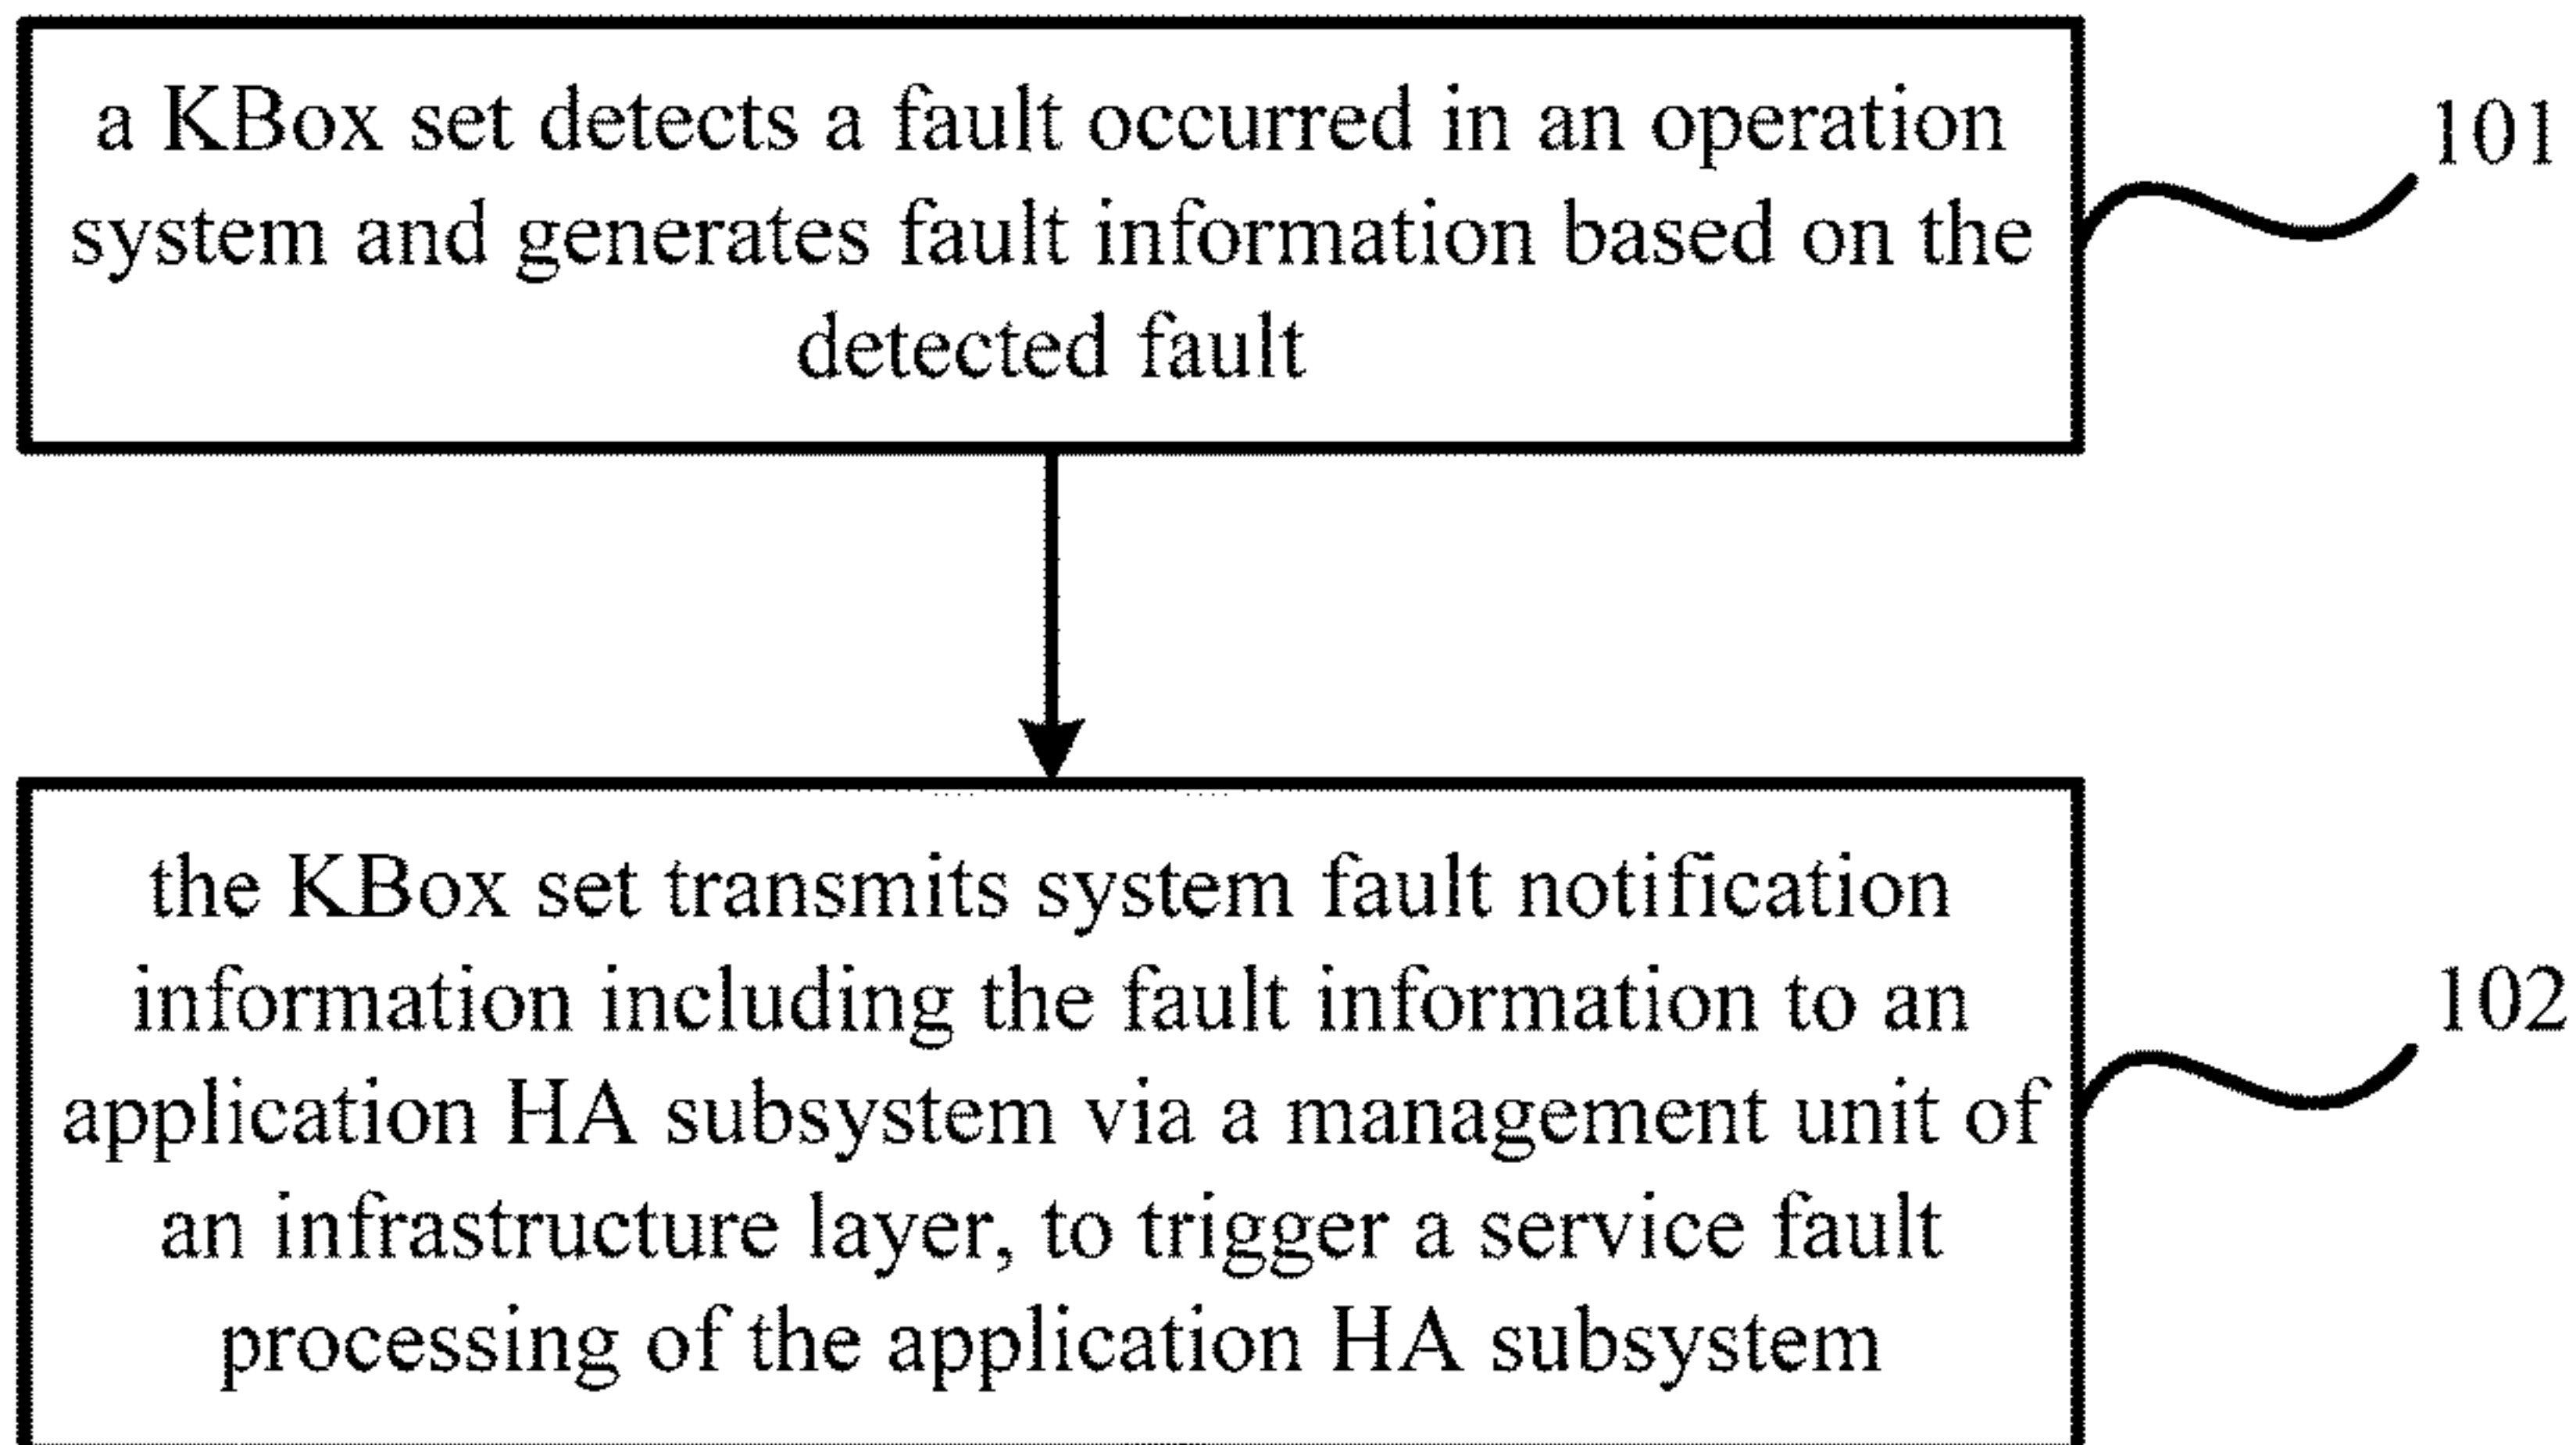 a KBox set detects a fault occurred in an operation
system and generates fault information based on the
detected fault
101
the KBox set transmits system fault notification
information including the fault information to an
application HA subsystem via a management unit of
an infrastructure layer, to trigger a service fault
processing of the application HA subsystem
102